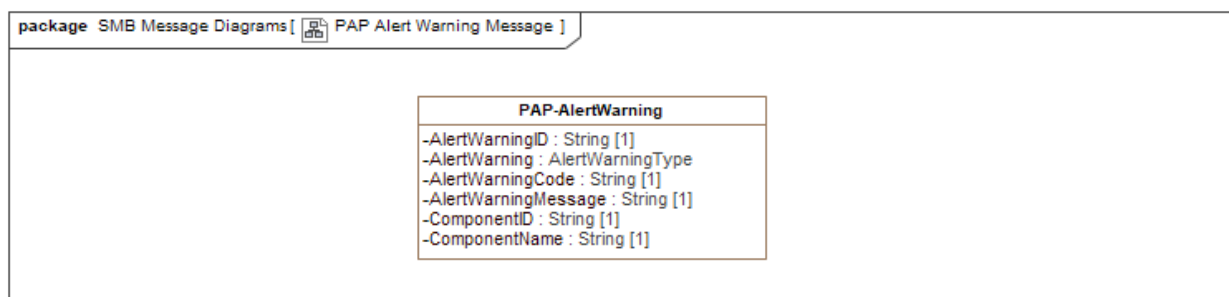 package SMB Message Diagrams [ PAP Alert Warning Message ]
PAP-AlertWarning
-AlertWarningID : String [1]
-AlertWarning : AlertWarningType
-AlertWarningCode : String [1]
-AlertWarningMessage : String [1]
-ComponentID : String [1]
-ComponentName : String [1]